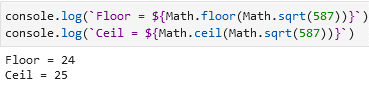 console.log(`Floor = ${Math.floor(Math.sqrt(587))}`)
console.log(`Ceil = ${Math.ceil(Math.sqrt(587))}`)
Floor = 24
Ceil = 25